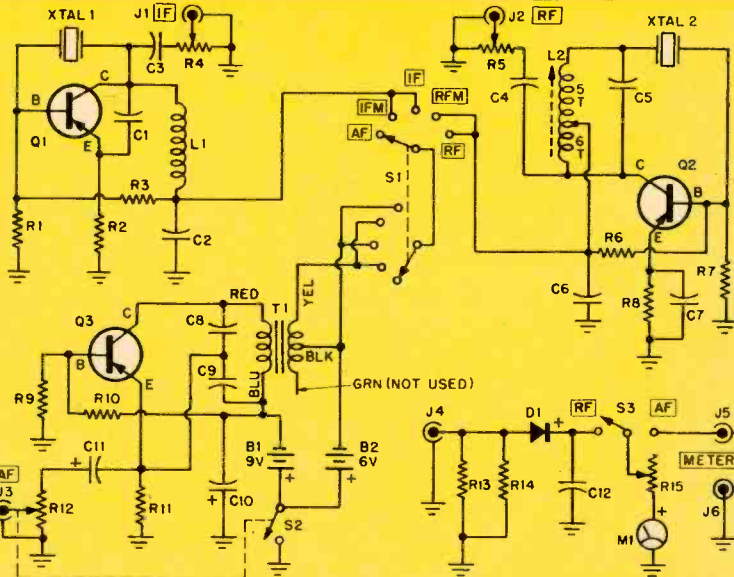 XTAL 1
J1 IF
C3
R4
J2 RF
R5
XTAL 2
L2
C4
5
T
6
T
C5
B
C
Q1
E
C1
L1
IF
IFM
RFM
AF
RF
S1
C
Q2
B
E
R3
R1
R2
C2
R6
C6
R8
C7
R7
RED
T1
YEL
Q3
C
B
E
C8
C9
BLK
BLU
GRN (NOT USED)
R9
R10
B1
9V
B2
6V
J4
D1
+
RF
S3
AF
J5
AF
J3
C11
+
R12
R11
+
C10
+
+
S2
R13
R14
C12
R15
METER
+
M1
J6